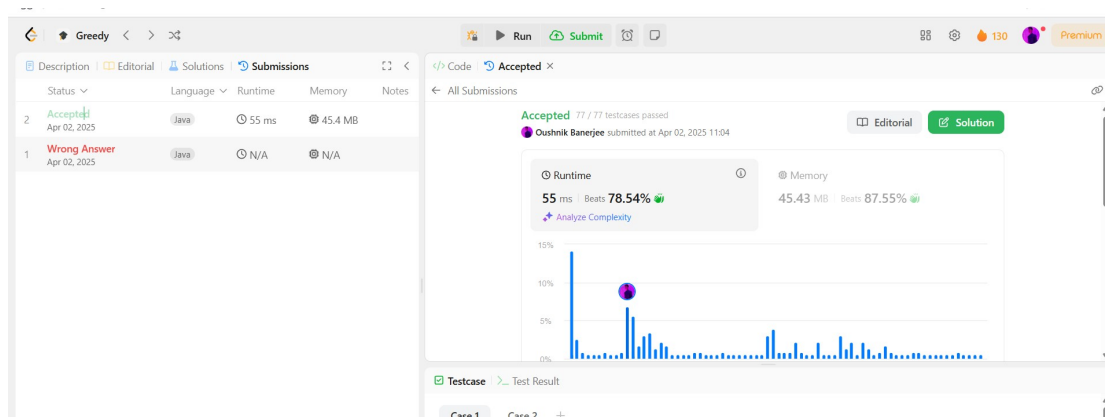 Greedy
Run
Submit
130
Premium
Description
Editorial
Solutions
Submissions
Status
Language
Runtime
Memory
Notes
2
Accepted
Apr 02, 2025
Java
55 ms
45.4 MB
1
Wrong Answer
Apr 02, 2025
Java
N/A
N/A
</> Code
Accepted ×
← All Submissions
Accepted 77 / 77 testcases passed
Oushnik Banerjee submitted at Apr 02, 2025 11:04
Editorial
Solution
Runtime
55 ms
Beats 78.54%
Analyze Complexity
Memory
45.43 MB
Beats 87.55%
15%
10%
5%
0%
Testcase
>_ Test Result
Case 1
Case 2
+